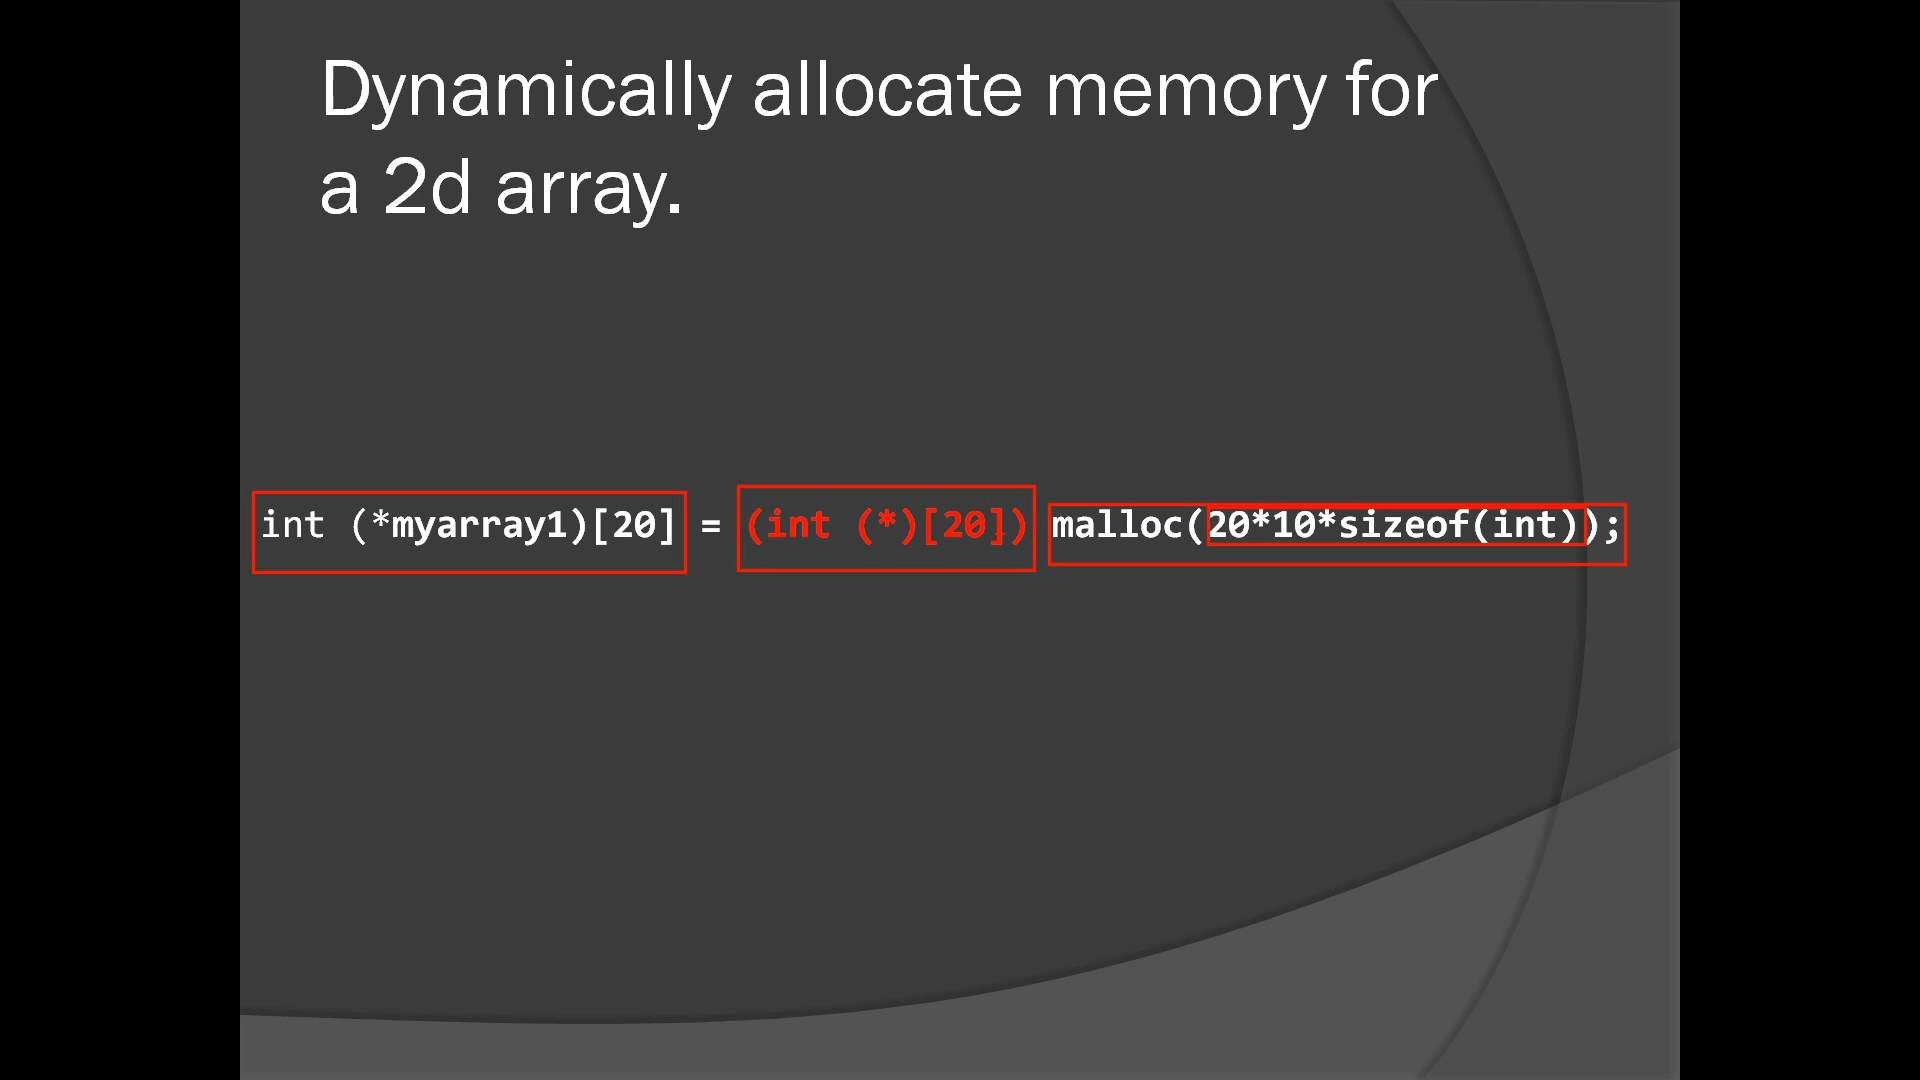 Dynamically allocate memory for
a 2d array.
int (*myarray1)[20] = (int (*)[20]) malloc(20*10*sizeof(int));